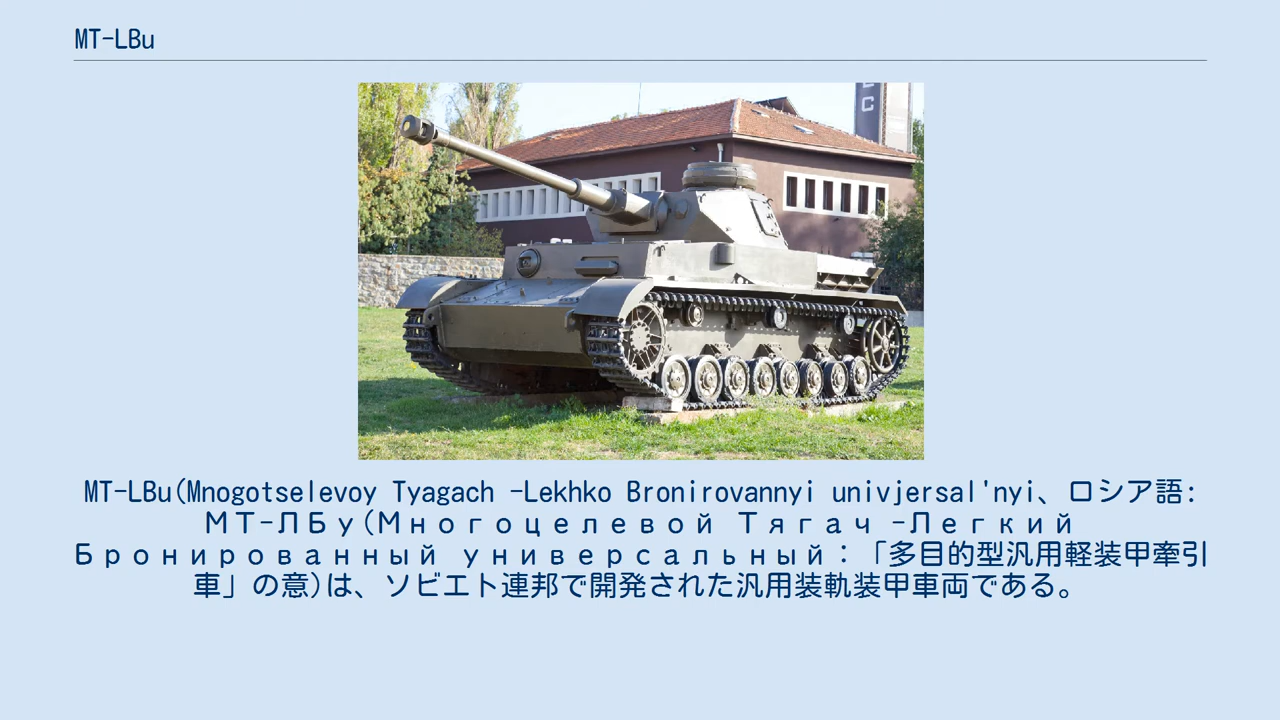 MT-LBu
C
MT-LBu(Mnogotselevoy Tyagach -Lekhko Bronirovannyi univjersal'nyi、ロシア語:
МТ-ЛБу(Многоцелевой Тягач -Легкий
Бронированный универсальный：「多目的型汎用軽装甲牽引
車」の意)は、ソビエト連邦で開発された汎用装軌装甲車両である。